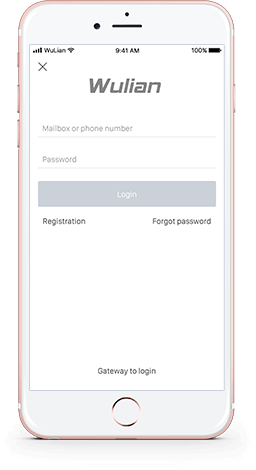 WuLian 9:41 AM 100%
Wulian
Mailbox or phone number
Password
Login
Registration Forgot password
Gateway to login